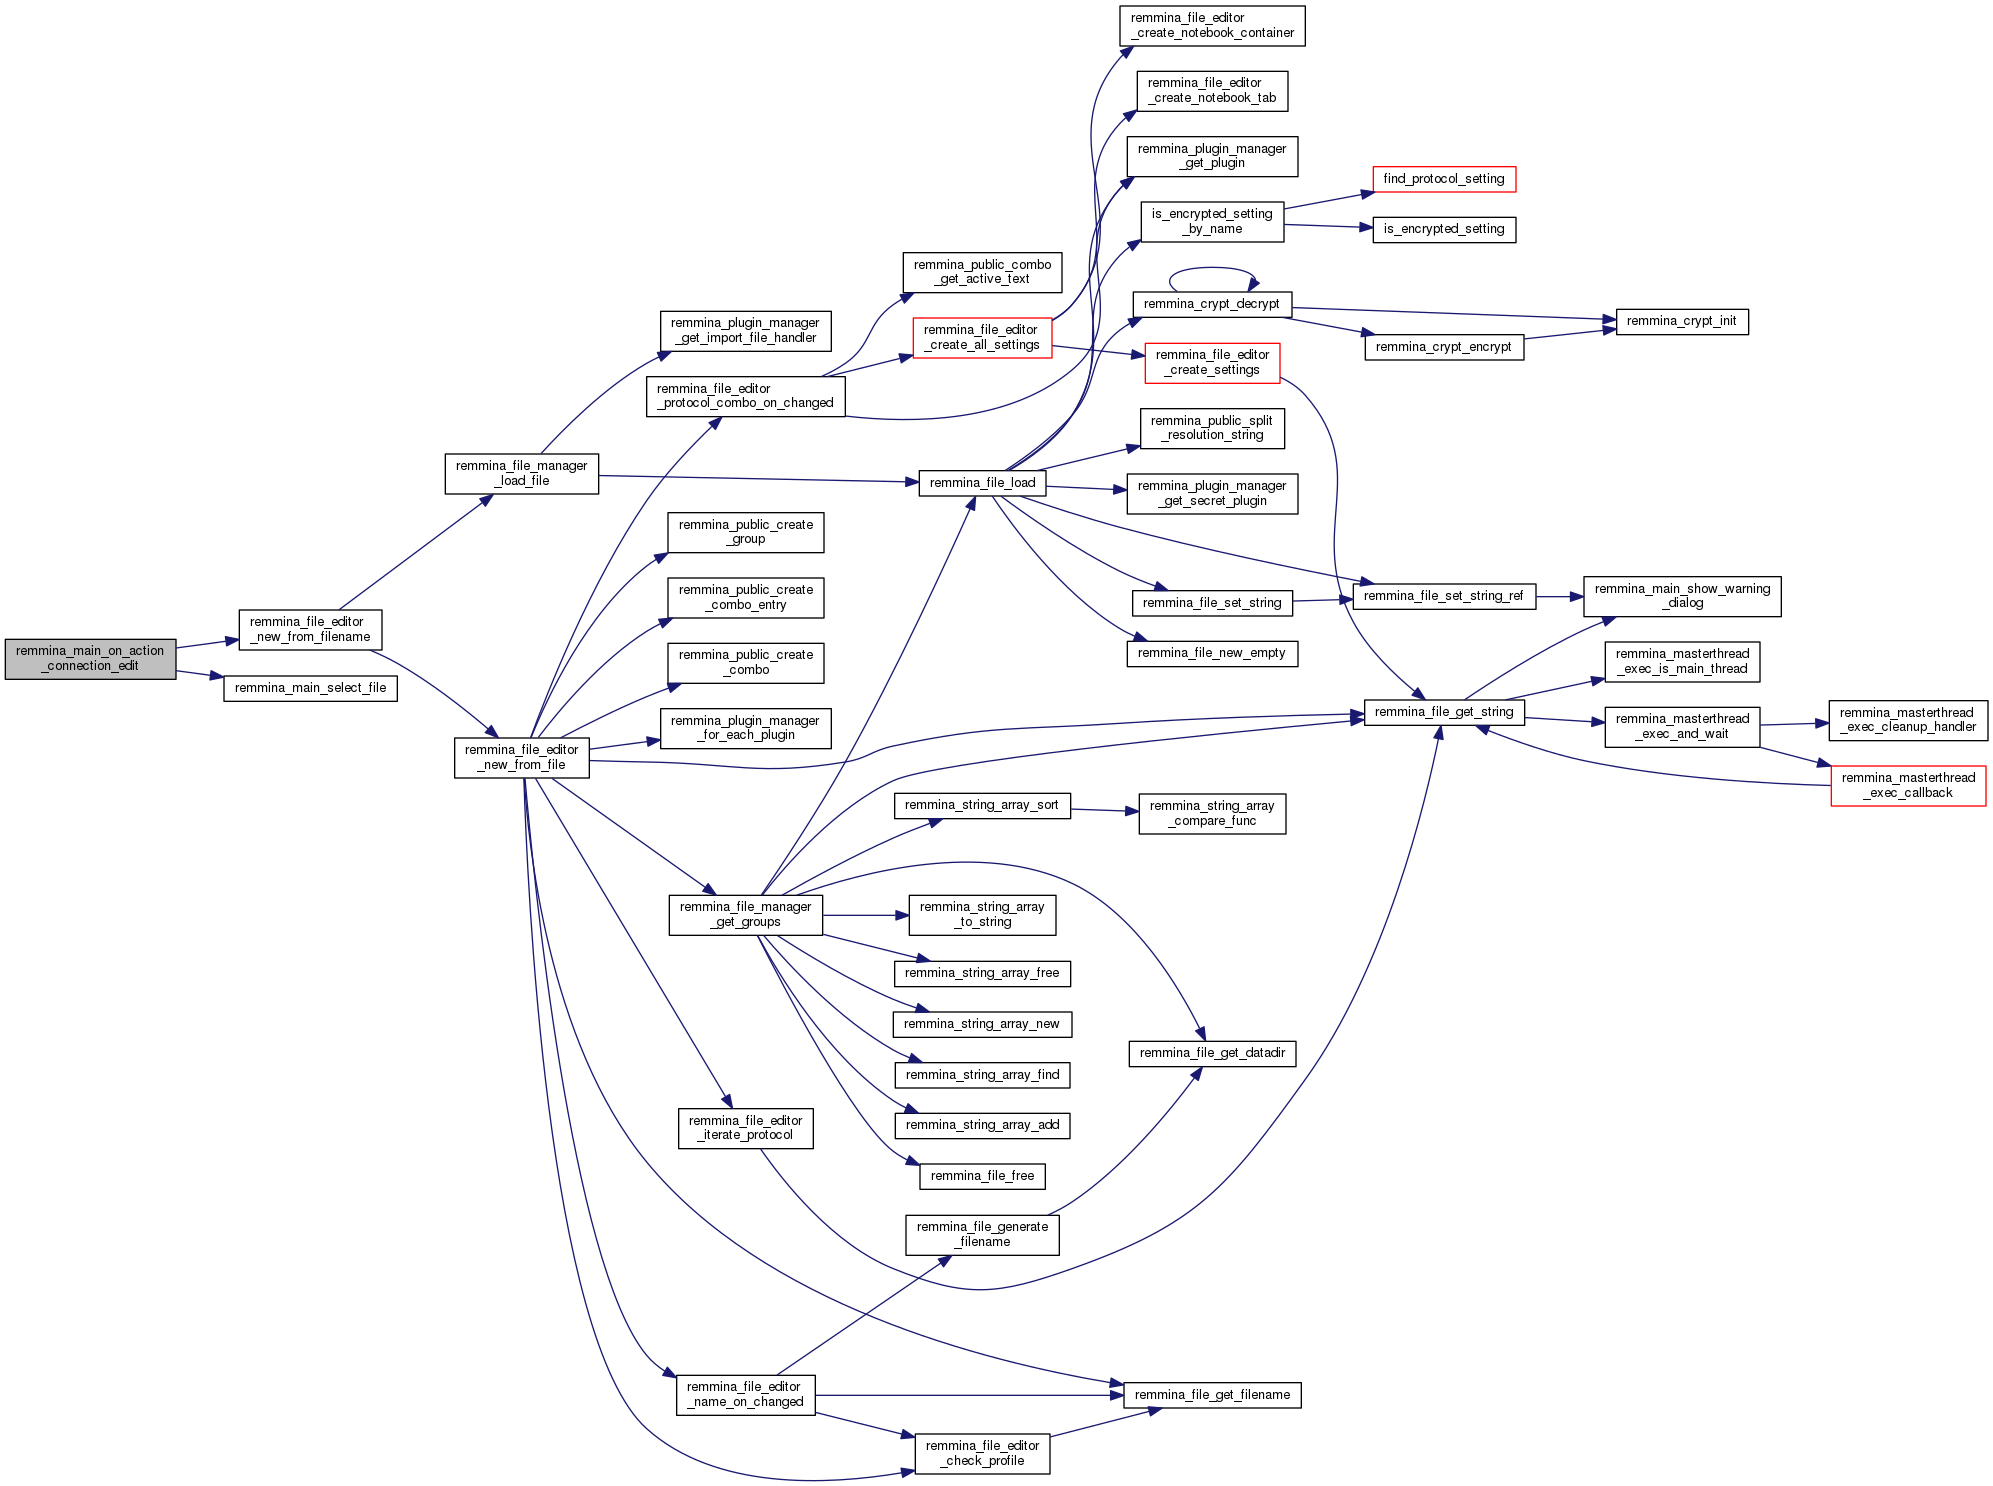 remmina_main_on_action
_connection_edit
remmina_file_editor
_new_from_filename
remmina_main_select_file
remmina_file_manager
_load_file
remmina_file_editor
_new_from_file
remmina_plugin_manager
_get_import_file_handler
remmina_file_editor
_protocol_combo_on_changed
remmina_public_create
_group
remmina_public_create
_combo_entry
remmina_public_create
_combo
remmina_plugin_manager
_for_each_plugin
remmina_file_manager
_get_groups
remmina_file_editor
_iterate_protocol
remmina_file_editor
_name_on_changed
remmina_public_combo
_get_active_text
remmina_file_editor
_create_all_settings
remmina_file_load
remmina_string_array_sort
remmina_string_array
_to_string
remmina_string_array_free
remmina_string_array_new
remmina_string_array_find
remmina_string_array_add
remmina_file_free
remmina_file_generate
_filename
remmina_file_editor
_check_profile
remmina_file_editor
_create_notebook_container
remmina_file_editor
_create_notebook_tab
remmina_plugin_manager
_get_plugin
is_encrypted_setting
_by_name
remmina_crypt_decrypt
remmina_file_editor
_create_settings
remmina_public_split
_resolution_string
remmina_plugin_manager
_get_secret_plugin
remmina_file_set_string
remmina_file_new_empty
remmina_string_array
_compare_func
remmina_file_get_datadir
remmina_file_get_filename
find_protocol_setting
is_encrypted_setting
remmina_crypt_encrypt
remmina_file_set_string_ref
remmina_file_get_string
remmina_crypt_init
remmina_main_show_warning
_dialog
remmina_masterthread
_exec_is_main_thread
remmina_masterthread
_exec_and_wait
remmina_masterthread
_exec_cleanup_handler
remmina_masterthread
_exec_callback